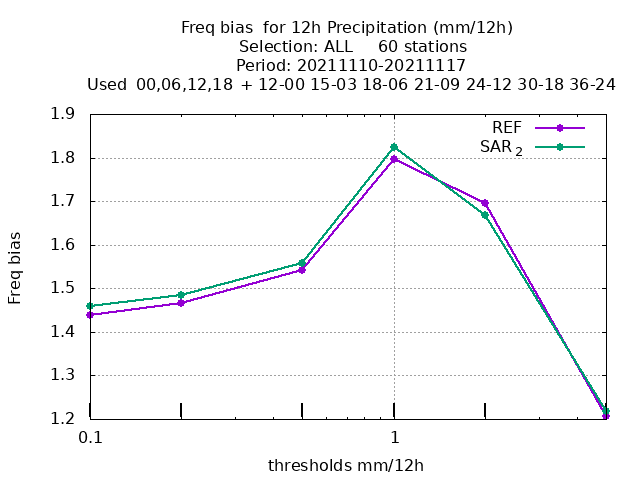 Freq bias  for 12h Precipitation (mm/12h)
Selection: ALL     60 stations
Period: 20211110-20211117
Used  00,06,12,18  + 12-00 15-03 18-06 21-09 24-12 30-18 36-24
REF
SAR 2
1.9
1.8
1.7
1.6
1.5
1.4
1.3
1.2
Freq bias
0.1
1
thresholds mm/12h